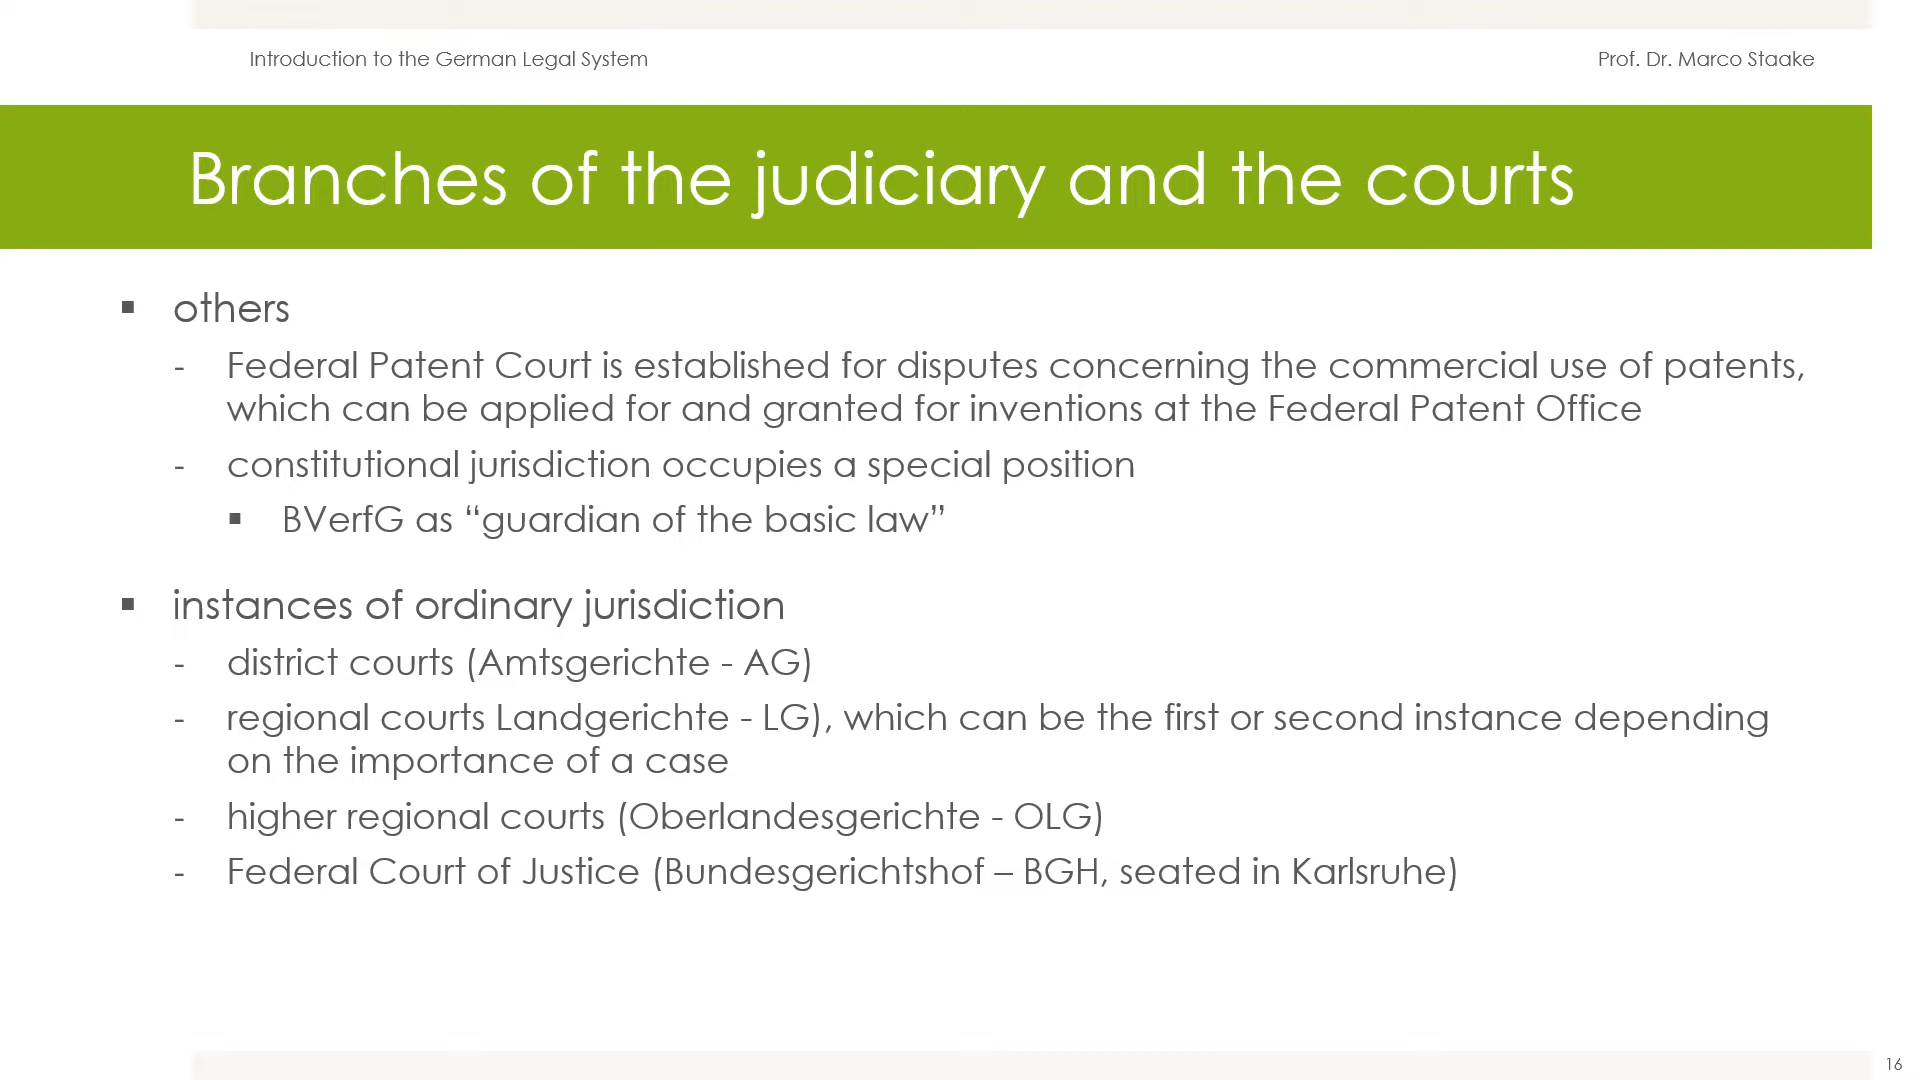 Introduction to the German Legal System
Prof. Dr. Marco Staake
Branches of the judiciary and the courts
▪ others
- Federal Patent Court is established for disputes concerning the commercial use of patents,
which can be applied for and granted for inventions at the Federal Patent Office
- constitutional jurisdiction occupies a special position
▪ BVerfG as “guardian of the basic law”
▪ instances of ordinary jurisdiction
- district courts (Amtsgerichte - AG)
- regional courts Landgerichte - LG), which can be the first or second instance depending
on the importance of a case
- higher regional courts (Oberlandesgerichte - OLG)
- Federal Court of Justice (Bundesgerichtshof – BGH, seated in Karlsruhe)
16